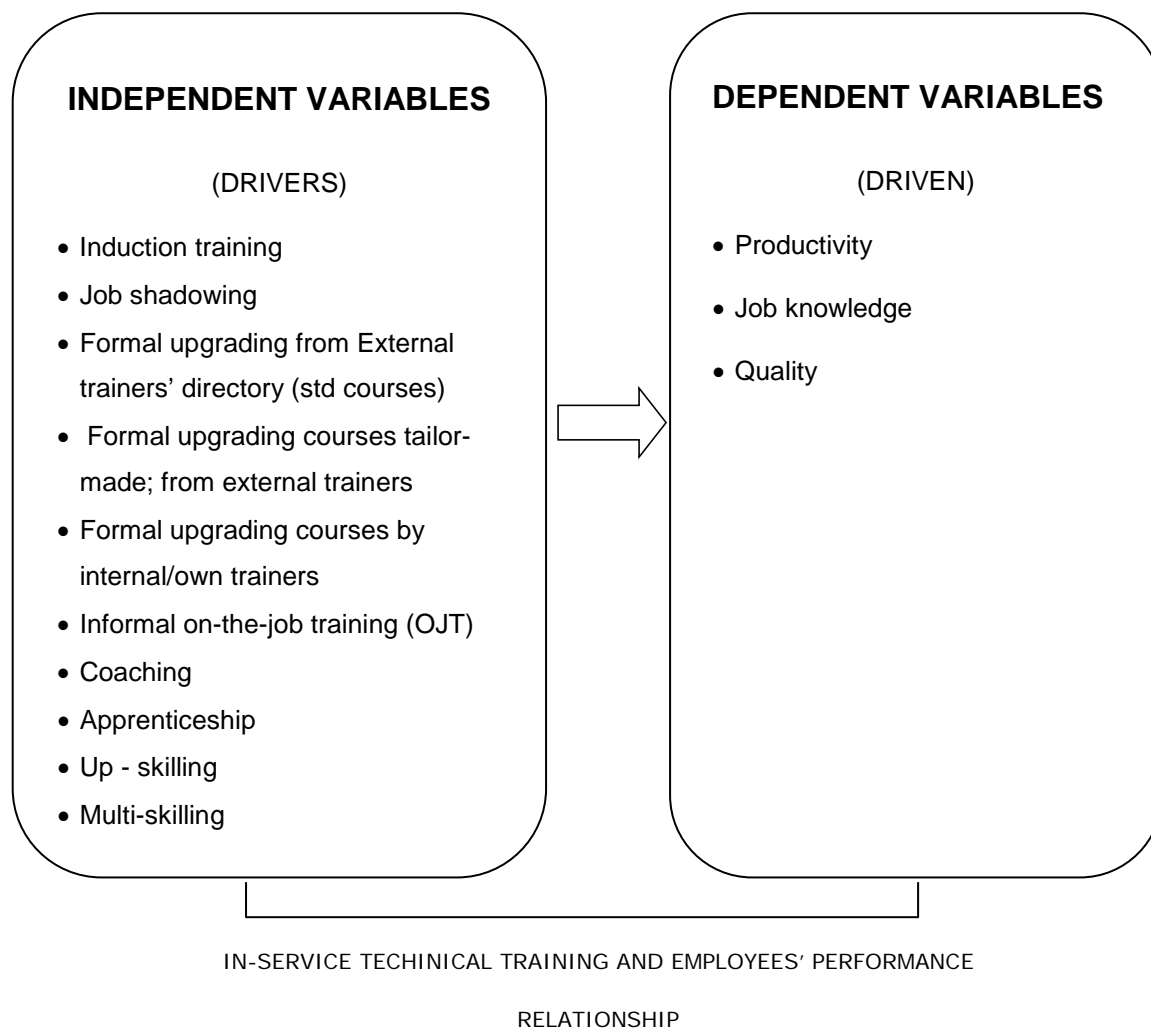 INDEPENDENT VARIABLES
(DRIVERS)
• Induction training
• Job shadowing
• Formal upgrading from External
trainers’ directory (std courses)
• Formal upgrading courses tailor-
made; from external trainers
• Formal upgrading courses by
internal/own trainers
• Informal on-the-job training (OJT)
• Coaching
• Apprenticeship
• Up - skilling
• Multi-skilling
DEPENDENT VARIABLES
(DRIVEN)
• Productivity
• Job knowledge
• Quality
IN-SERVICE TECHINICAL TRAINING AND EMPLOYEES’ PERFORMANCE
RELATIONSHIP